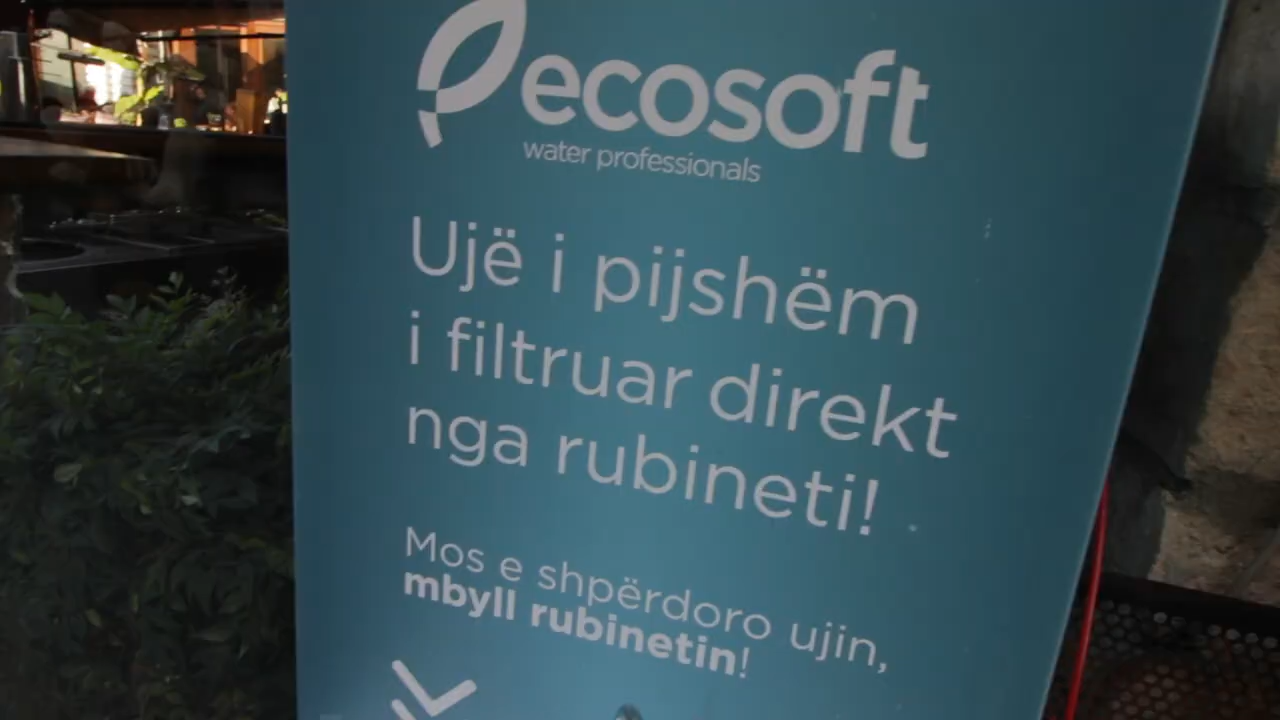 ecosoft
water professionals
Ujë i pijshëm
i filtruar direkt
nga rubineti!
Mos e shpërdoro ujin,
mbyll rubinetin!